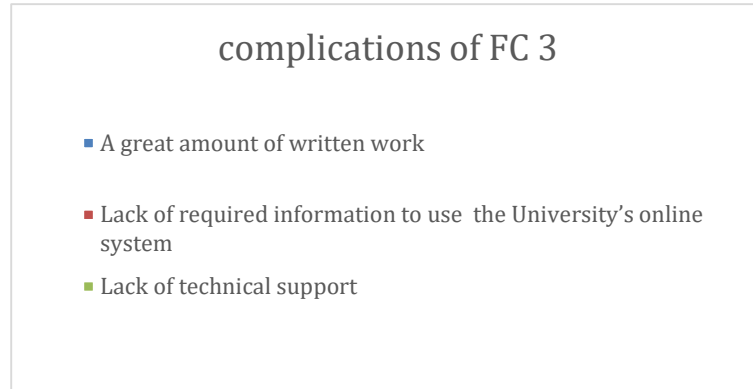 complications of FC 3
A great amount of written work
Lack of required information to use  the University's online
system
Lack of technical support